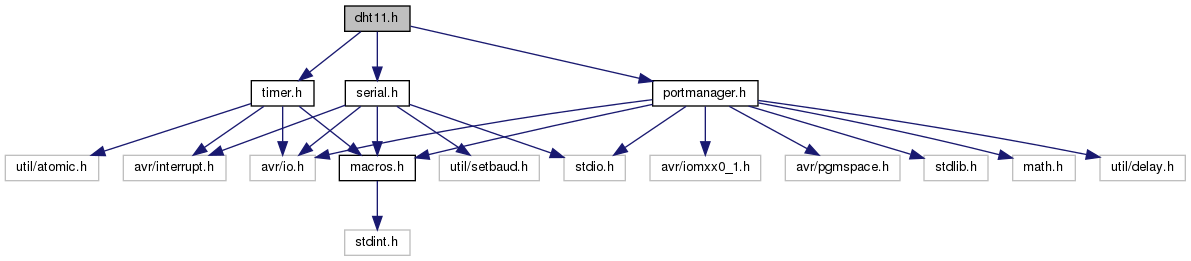 dht11.h
timer.h
serial.h
portmanager.h
util/atomic.h
avr/interrupt.h
avr/io.h
macros.h
util/setbaud.h
stdio.h
avr/iomxx0_1.h
avr/pgmspace.h
stdlib.h
math.h
util/delay.h
stdint.h